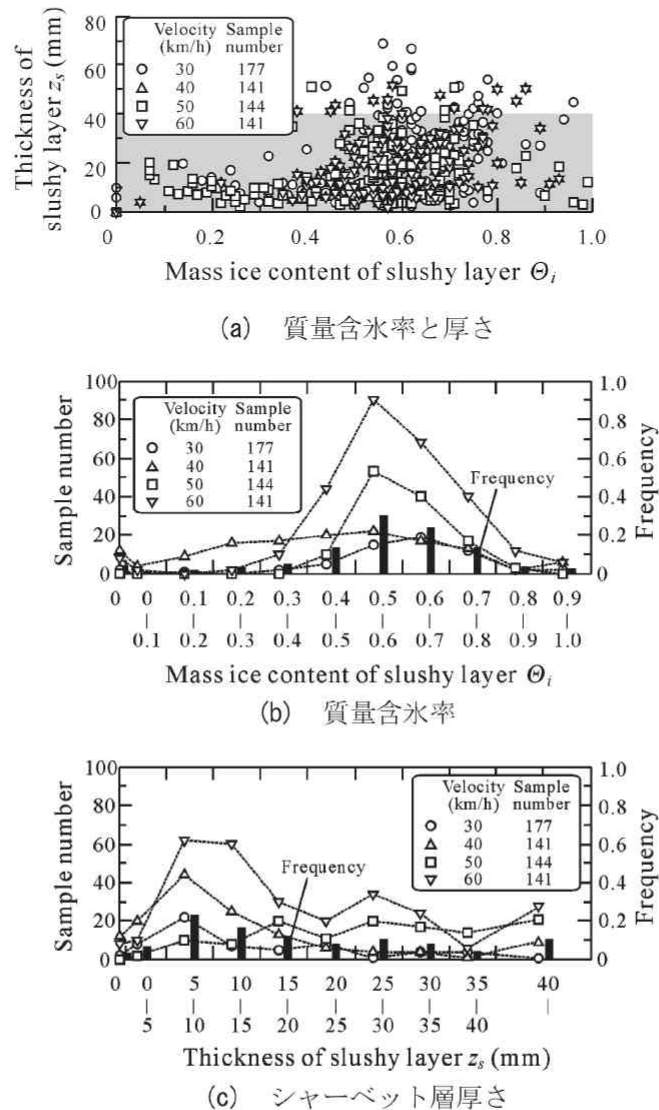 Thickness of
slushy layer z_s (mm)
80
60
40
20
0
Velocity Sample
(km/h) number
30 177
40 141
50 144
60 141
0 0.2 0.4 0.6 0.8 1.0
Mass ice content of slushy layer Θ_i
(a) 質量含氷率と厚さ
Sample number
100
80
60
40
20
0
Velocity Sample
(km/h) number
30 177
40 141
50 144
60 141
Frequency
1.0
0.8
0.6
0.4
0.2
0
Frequency
0 0 0.1 0.2 0.3 0.4 0.5 0.6 0.7 0.8 0.9
| | | | | | | | | |
0.1 0.2 0.3 0.4 0.5 0.6 0.7 0.8 0.9 1.0
Mass ice content of slushy layer Θ_i
(b) 質量含氷率
Sample number
100
80
60
40
20
0
Frequency
Velocity Sample
(km/h) number
30 177
40 141
50 144
60 141
1.0
0.8
0.6
0.4
0.2
0
Frequency
0 0 5 10 15 20 25 30 35 40
| | | | | | | | |
5 10 15 20 25 30 35 40
Thickness of slushy layer z_s (mm)
(c) シャーベット層厚さ